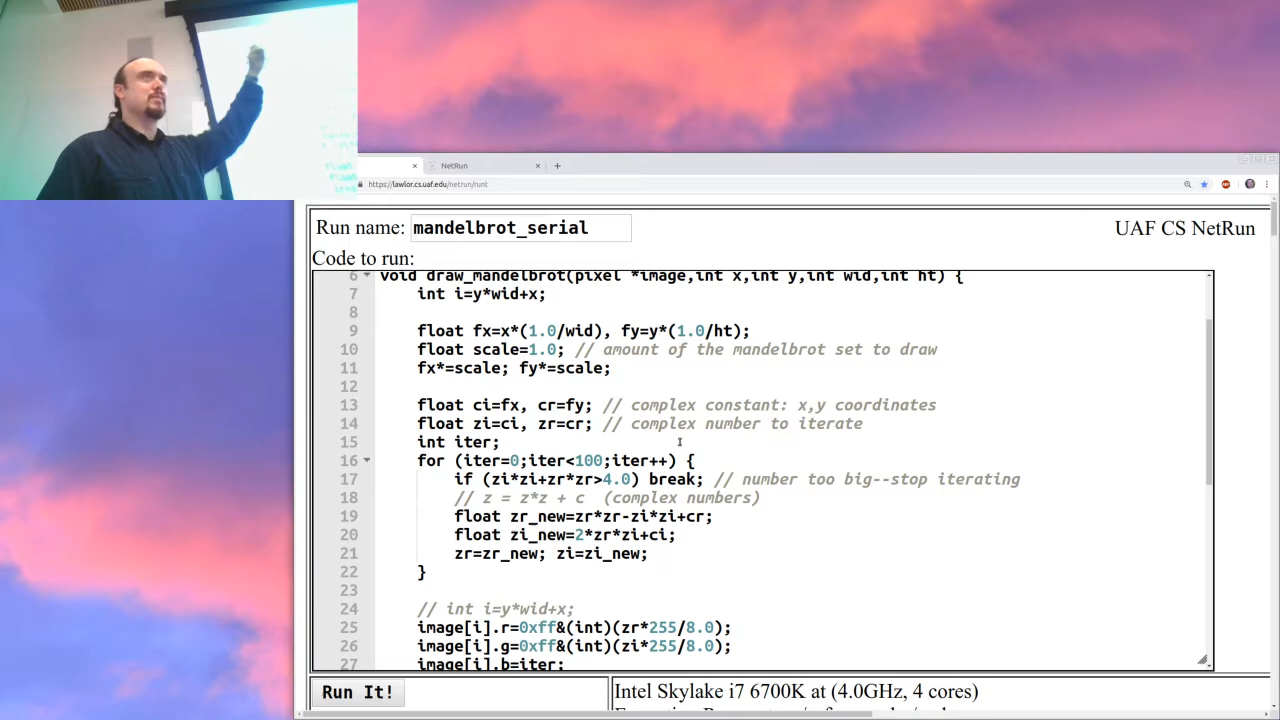 NetRun
https://lawlor.cs.uaf.edu/netrun/runt
Run name: mandelbrot_serial
UAF CS NetRun
Code to run:
6 void draw_mandelbrot(pixel *image,int x,int y,int wid,int ht) {
7 int i=y*wid+x;
8
9 float fx=x*(1.0/wid), fy=y*(1.0/ht);
10 float scale=1.0; // amount of the mandelbrot set to draw
11 fx*=scale; fy*=scale;
12
13 float ci=fx, cr=fy; // complex constant: x,y coordinates
14 float zi=ci, zr=cr; // complex number to iterate
15 int iter;
16 for (iter=0;iter<100;iter++) {
17 if (zi*zi+zr*zr>4.0) break; // number too big--stop iterating
18 // z = z*z + c (complex numbers)
19 float zr_new=zr*zr-zi*zi+cr;
20 float zi_new=2*zr*zi+ci;
21 zr=zr_new; zi=zi_new;
22 }
23
24 // int i=y*wid+x;
25 image[i].r=0xff&(int)(zr*255/8.0);
26 image[i].g=0xff&(int)(zi*255/8.0);
27 image[i].b=iter;
Run It!
Intel Skylake i7 6700K at (4.0GHz, 4 cores)